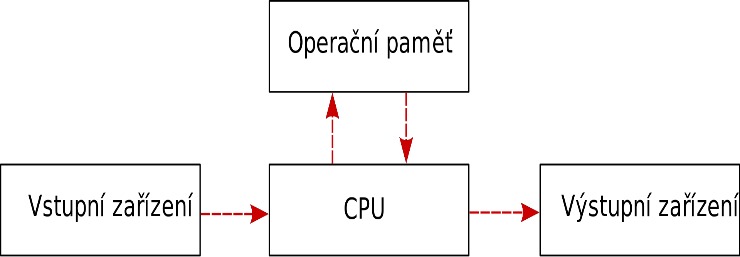 Operační paměť
Vstupní zařízení
CPU
Výstupní zařízení